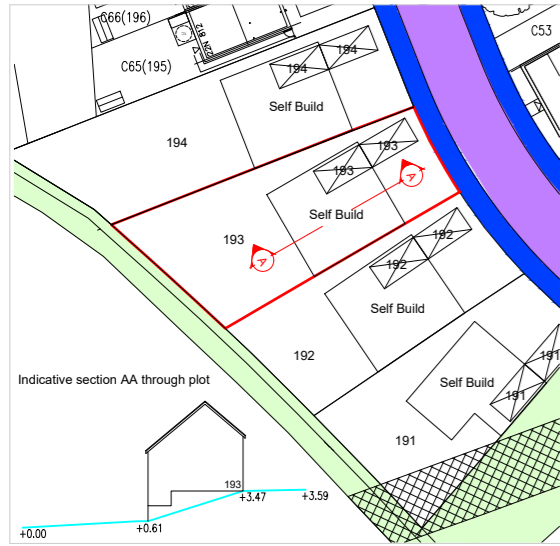 C66(196)
22N 812
C65(195)
C53
194
194
Self Build
194
193
193
A
Self Build
193
A
192
192
Self Build
192
191
Self Build
191
191
Indicative section AA through plot
193
+3.47
+3.59
+0.61
+0.00